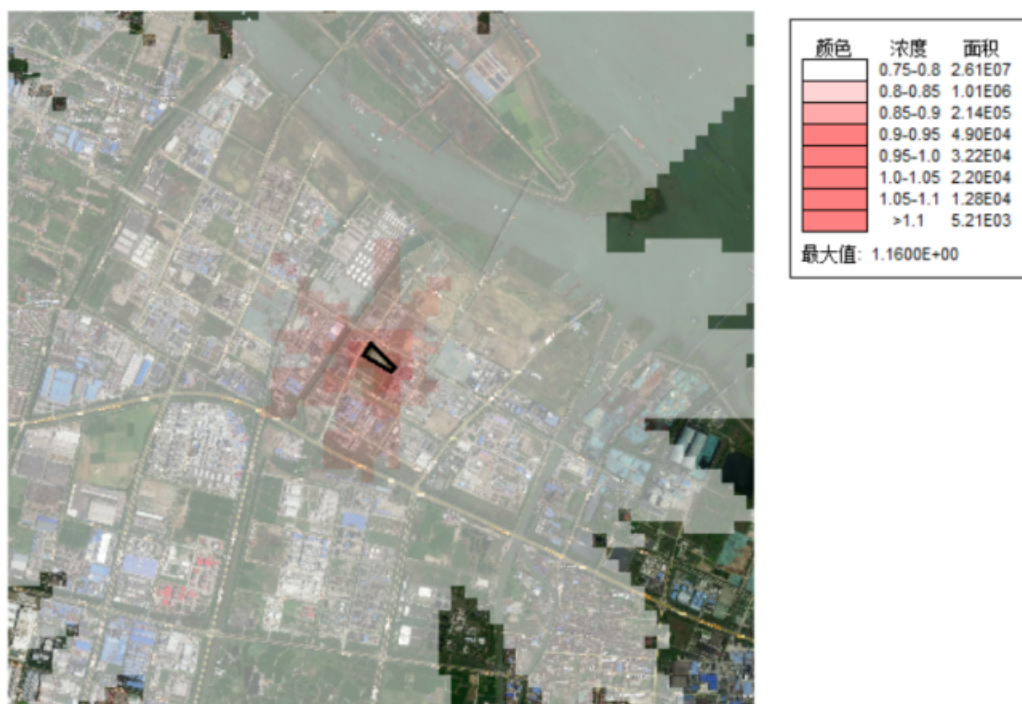 颜色 浓度 面积
0.75-0.8 2.61E07
0.8-0.85 1.01E06
0.85-0.9 2.14E05
0.9-0.95 4.90E04
0.95-1.0 3.22E04
1.0-1.05 2.20E04
1.05-1.1 1.28E04
>1.1 5.21E03
最大值: 1.1600E+00